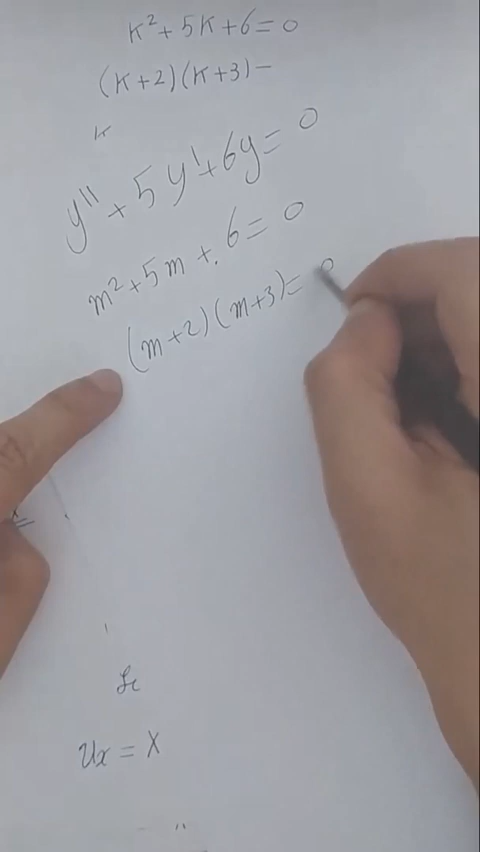 K² + 5K + 6 = 0
(K+2)(K+3) –
K
y'' + 5y' + 6y = 0
m² + 5m + 6 = 0
(m+2)(m+3) = 0
Ux = X